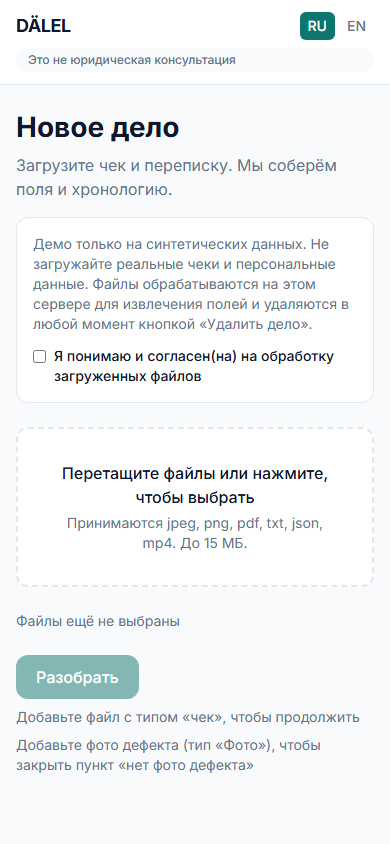 DÄLEL
RU EN
Это не юридическая консультация
Новое дело
Загрузите чек и переписку. Мы соберём
поля и хронологию.
Демо только на синтетических данных. Не
загружайте реальные чеки и персональные
данные. Файлы обрабатываются на этом
сервере для извлечения полей и удаляются в
любой момент кнопкой «Удалить дело».
Я понимаю и согласен(на) на обработку
загруженных файлов
Перетащите файлы или нажмите,
чтобы выбрать
Принимаются jpeg, png, pdf, txt, json,
mp4. До 15 МБ.
Файлы ещё не выбраны
Разобрать
Добавьте файл с типом «чек», чтобы продолжить
Добавьте фото дефекта (тип «Фото»), чтобы
закрыть пункт «нет фото дефекта»